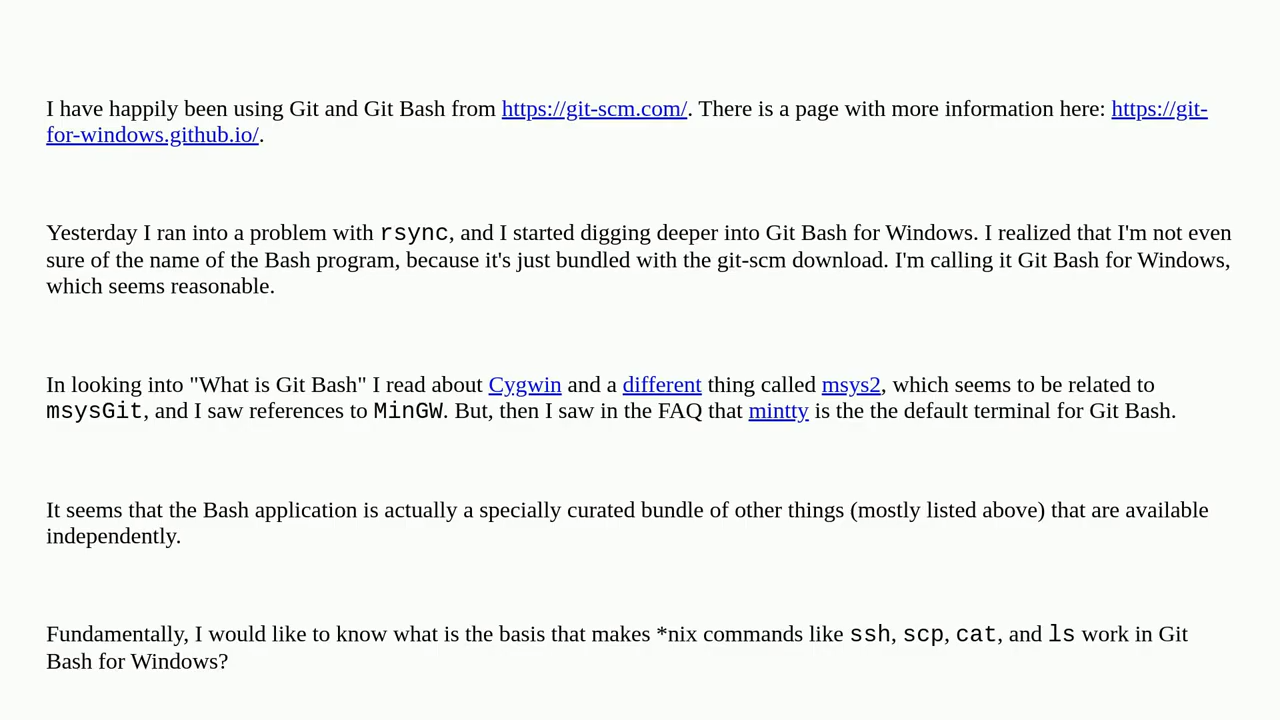 I have happily been using Git and Git Bash from https://git-scm.com/. There is a page with more information here: https://git-
for-windows.github.io/.
Yesterday I ran into a problem with rsync, and I started digging deeper into Git Bash for Windows. I realized that I'm not even
sure of the name of the Bash program, because it's just bundled with the git-scm download. I'm calling it Git Bash for Windows,
which seems reasonable.
In looking into "What is Git Bash" I read about Cygwin and a different thing called msys2, which seems to be related to
msysGit, and I saw references to MinGW. But, then I saw in the FAQ that mintty is the the default terminal for Git Bash.
It seems that the Bash application is actually a specially curated bundle of other things (mostly listed above) that are available
independently.
Fundamentally, I would like to know what is the basis that makes *nix commands like ssh, scp, cat, and ls work in Git
Bash for Windows?